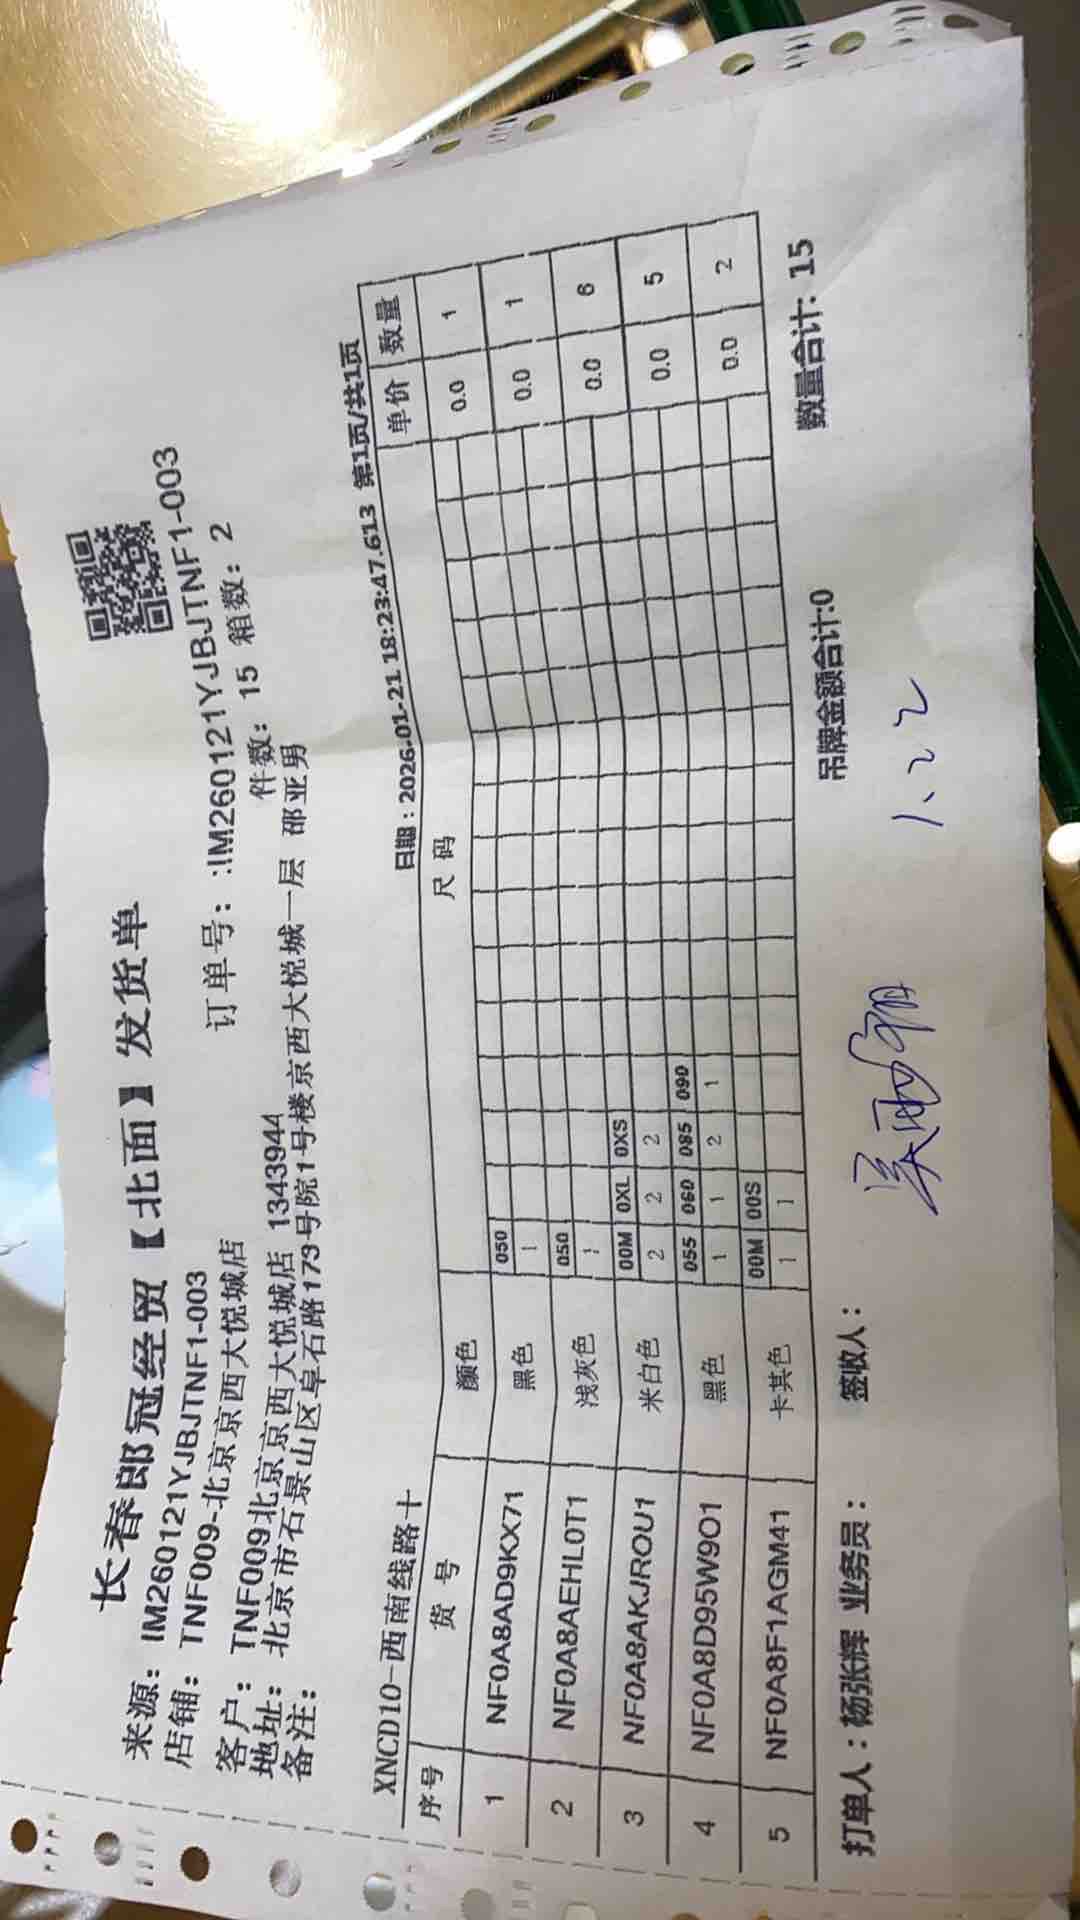 长春郎冠经贸【北面】发货单
来源：IM260121YJBJTNF1-003
订单号：:IM260121YJBJTNF1-003
店铺：TNF009-北京京西大悦城店
件数：15 箱数：2
客户：TNF009北京京西大悦城店 1343944
地址：北京市石景山区阜石路173号院1号楼京西大悦城一层 邵亚男
备注：
XNCD10-西南线路十
日期：2026-01-21 18:23:47.613 第1页/共1页
序号 货 号 颜色 尺 码 单价 数量
050
1 NF0A8AD9KX71 黑色 1 0.0 1
050
2 NF0A8AEHL0T1 浅灰色 1 0.0 1
00M 0XL 0XS
3 NF0A8AKJROU1 米白色 2 2 2 0.0 6
055 060 085 090
4 NF0A8D95W9O1 黑色 1 1 2 1 0.0 5
00M 00S
5 NF0A8F1AGM41 卡其色 1 1 0.0 2
打单人：杨张辉 业务员： 签收人： 吊牌金额合计:0 数量合计: 15
1、22